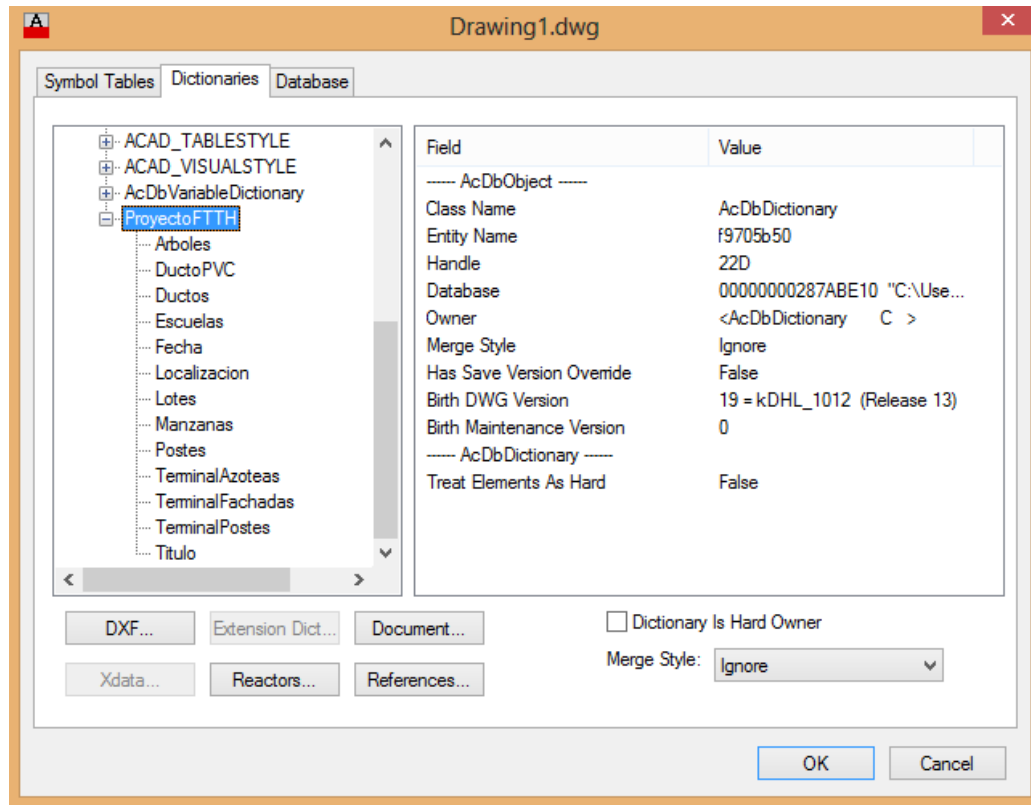 A
Drawing1.dwg
Symbol Tables Dictionaries Database
ACAD_TABLESTYLE
ACAD_VISUALSTYLE
AcDbVariableDictionary
ProyectoFTTH
Arboles
DuctoPVC
Ductos
Escuelas
Fecha
Localizacion
Lotes
Manzanas
Postes
TerminalAzoteas
TerminalFachadas
TerminalPostes
Titulo
Field Value
------ AcDbObject ------
Class Name AcDbDictionary
Entity Name f9705b50
Handle 22D
Database 00000000287ABE10 "C:\Use...
Owner <AcDbDictionary C >
Merge Style Ignore
Has Save Version Override False
Birth DWG Version 19 = kDHL_1012 (Release 13)
Birth Maintenance Version 0
------ AcDbDictionary ------
Treat Elements As Hard False
DXF... Extension Dict... Document...
Xdata... Reactors... References...
Dictionary Is Hard Owner
Merge Style: Ignore
OK Cancel